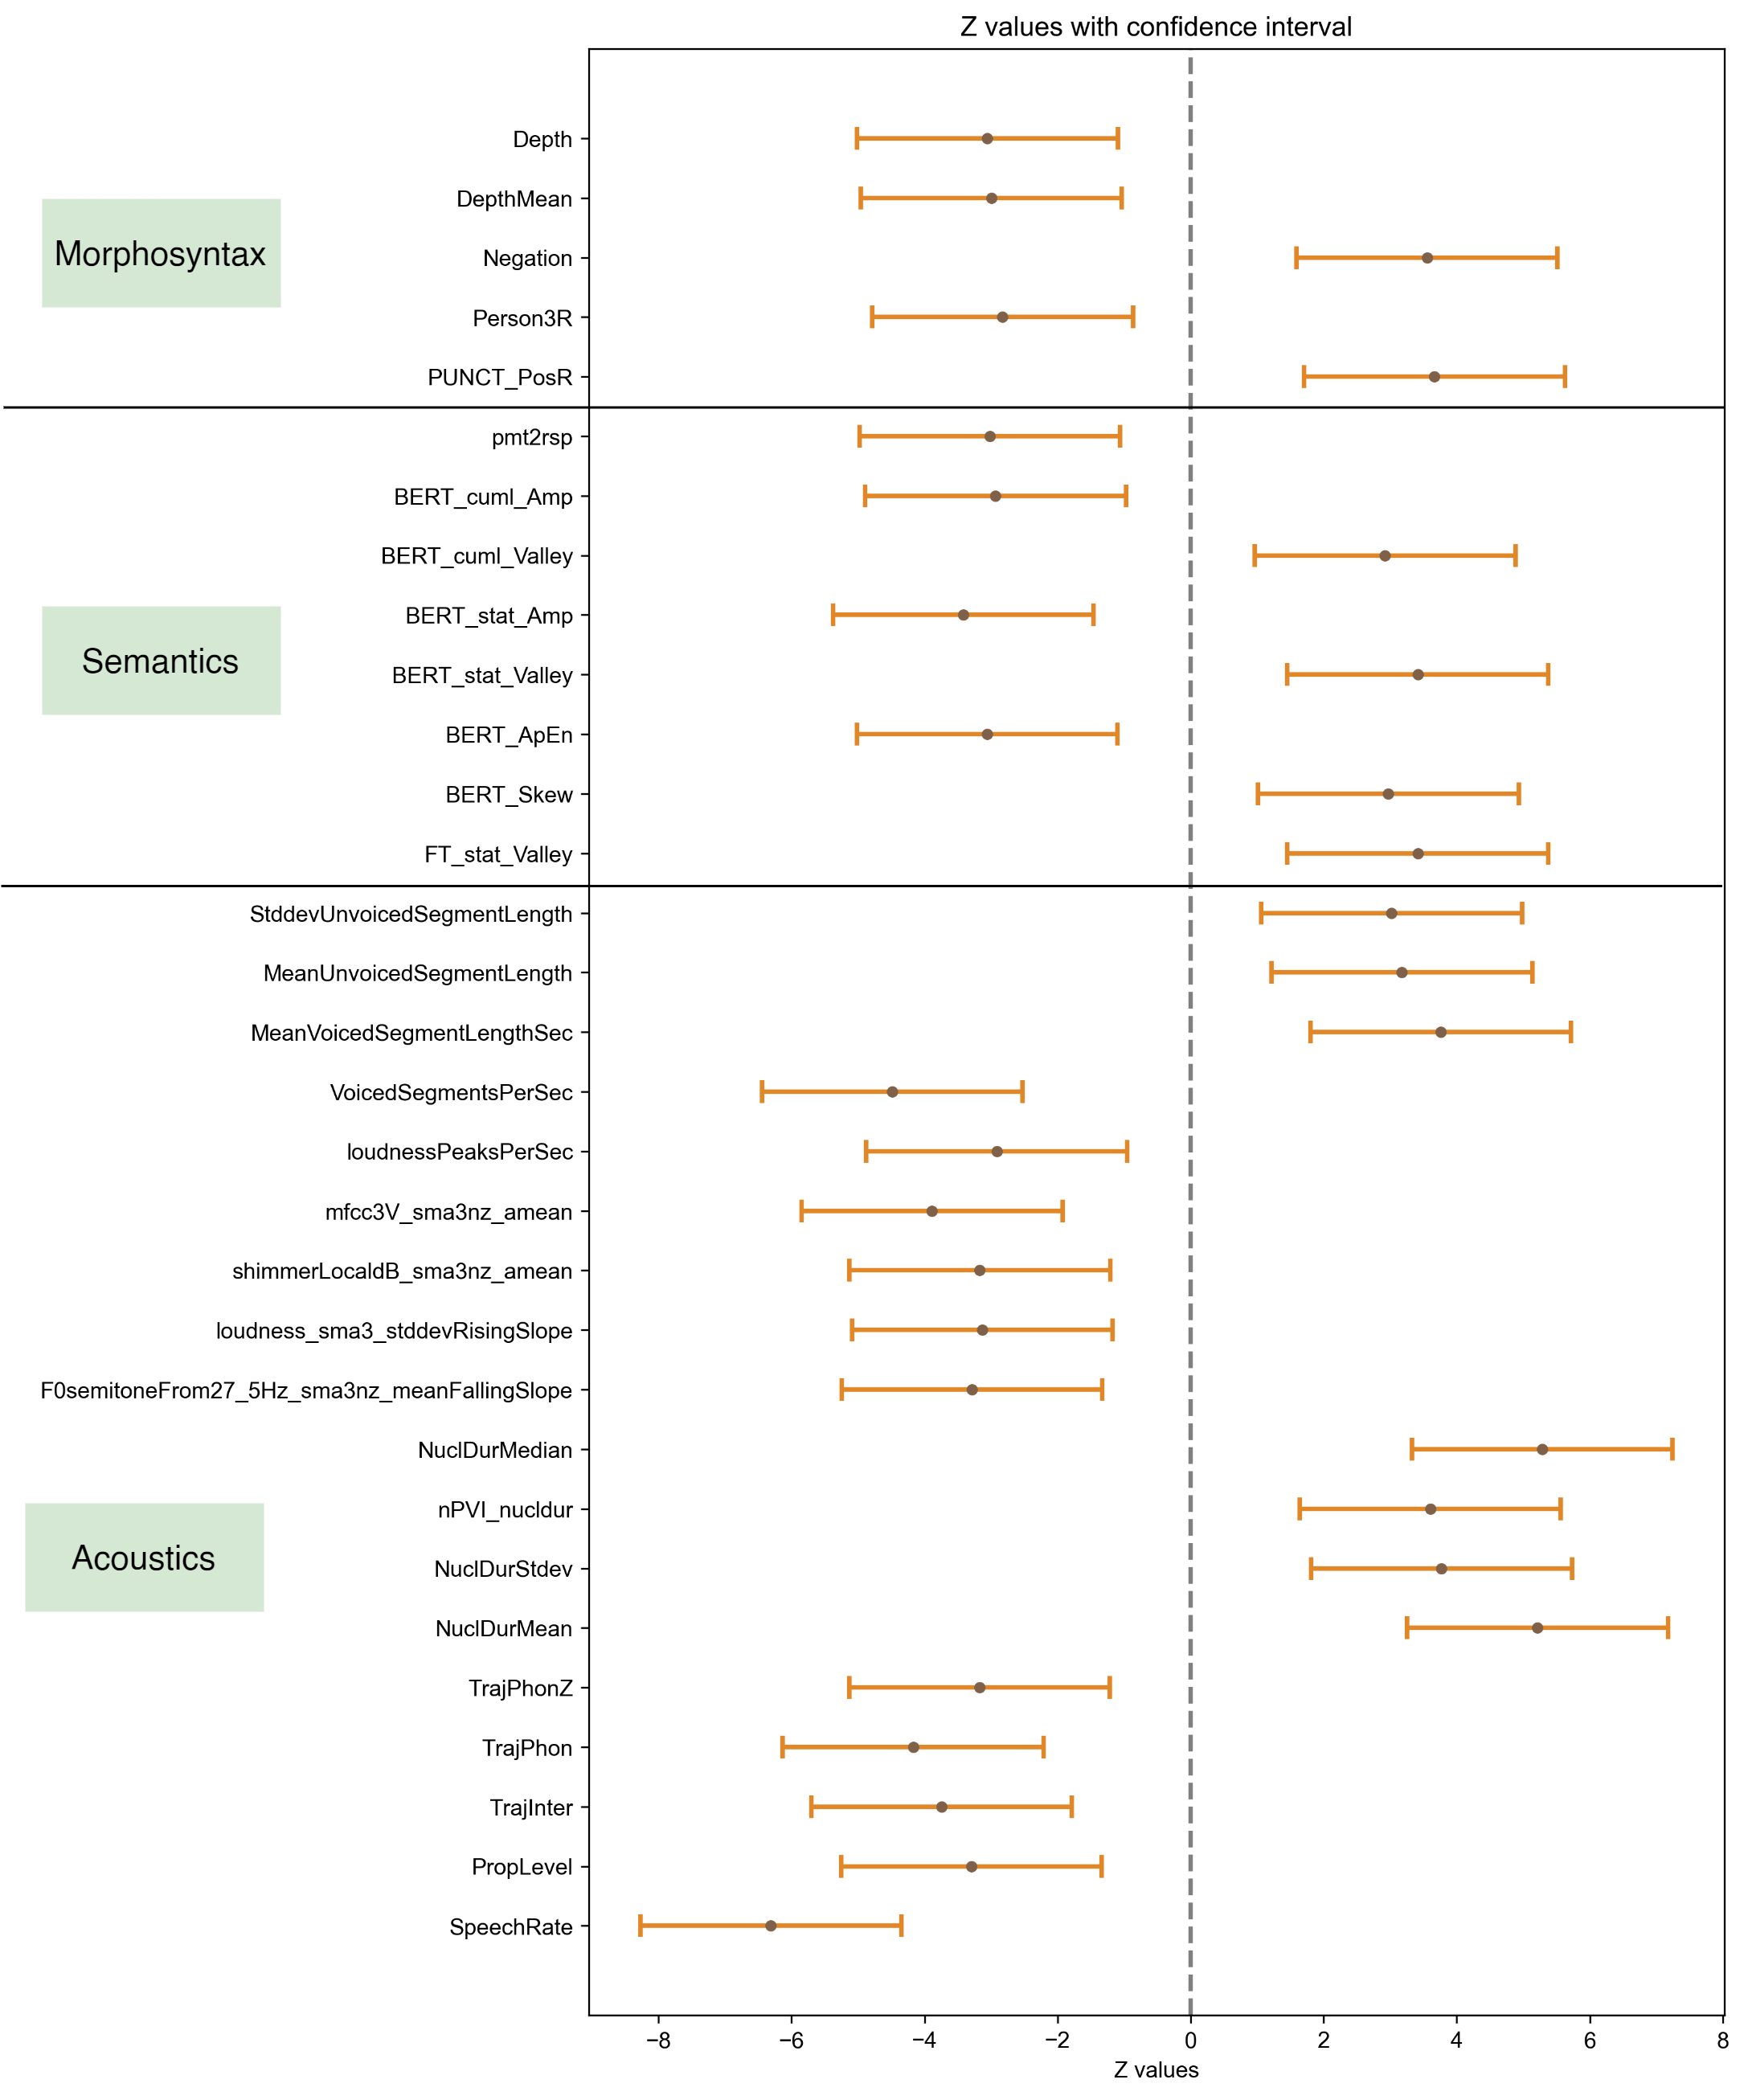 Z values with confidence interval
Morphosyntax
Depth
DepthMean
Negation
Person3R
PUNCT_PosR
Semantics
pmt2rsp
BERT_cuml_Amp
BERT_cuml_Valley
BERT_stat_Amp
BERT_stat_Valley
BERT_ApEn
BERT_Skew
FT_stat_Valley
Acoustics
StddevUnvoicedSegmentLength
MeanUnvoicedSegmentLength
MeanVoicedSegmentLengthSec
VoicedSegmentsPerSec
loudnessPeaksPerSec
mfcc3V_sma3nz_amean
shimmerLocaldB_sma3nz_amean
loudness_sma3_stddevRisingSlope
F0semitoneFrom27_5Hz_sma3nz_meanFallingSlope
NuclDurMedian
nPVI_nucldur
NuclDurStdev
NuclDurMean
TrajPhonZ
TrajPhon
TrajInter
PropLevel
SpeechRate
−8 −6 −4 −2 0 2 4 6 8
Z values